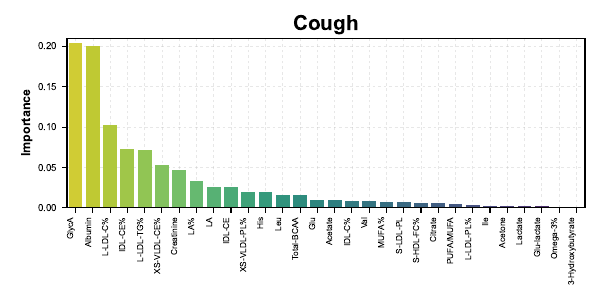 Cough
Importance
0.20
0.15
0.10
0.05
0.00
GlycA
Albumin
L-LDL-C%
IDL-CE%
L-LDL-TG%
XS-VLDL-CE%
Creatinine
LA%
LA
IDL-CE
XS-VLDL-PL%
His
Leu
Total-BCAA
Glu
Acetate
IDL-C%
Val
MUFA%
S-LDL-PL
S-HDL-FC%
Citrate
PUFA/MUFA
L-LDL-PL%
Ile
Acetone
Lactate
Glu-lactate
Omega-3%
3-Hydroxybutyrate